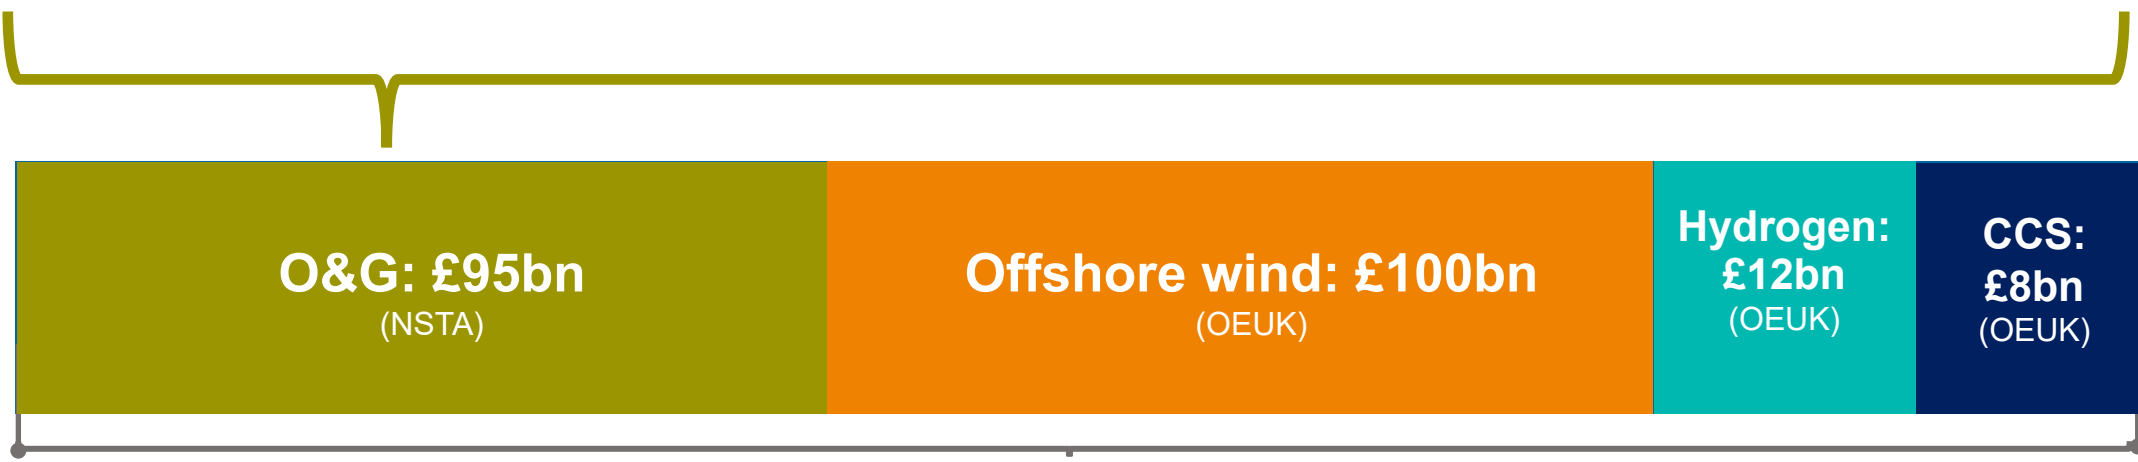 O&G: £95bn
(NSTA)
Offshore wind: £100bn
(OEUK)
Hydrogen:
£12bn
(OEUK)
CCS:
£8bn
(OEUK)